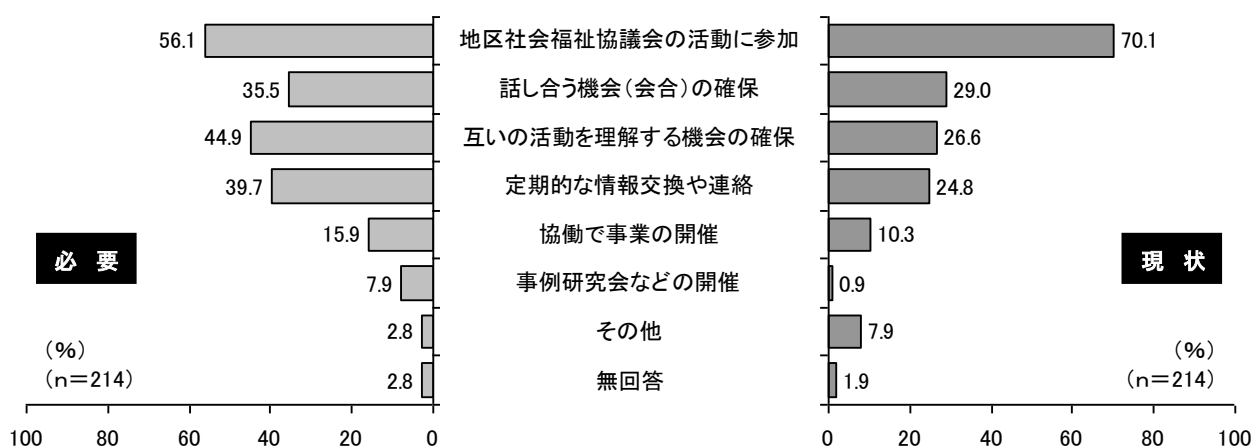 56.1 地区社会福祉協議会の活動に参加 70.1
35.5 話し合う機会(会合)の確保 29.0
44.9 互いの活動を理解する機会の確保 26.6
39.7 定期的な情報交換や連絡 24.8
15.9 協働で事業の開催 10.3
必 要
現 状
7.9 事例研究会などの開催 0.9
2.8 その他 7.9
(%)
(n=214)
(%)
(n=214)
2.8 無回答 1.9
100 80 60 40 20 0
0 20 40 60 80 100